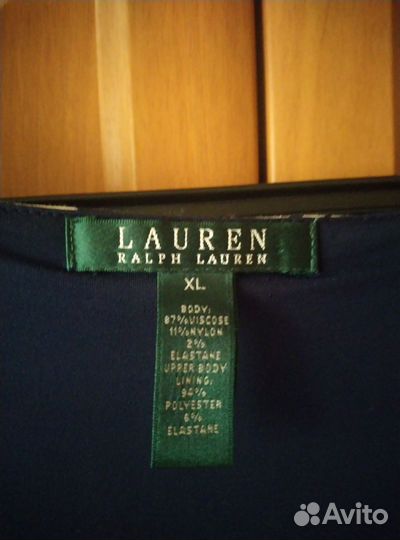 LAUREN
RALPH LAUREN
XL
BODY:
87% VISCOSE
11% NYLON
2%
ELASTANE
UPPER BODY
LINING:
94%
POLYESTER
6%
ELASTANE
Avito